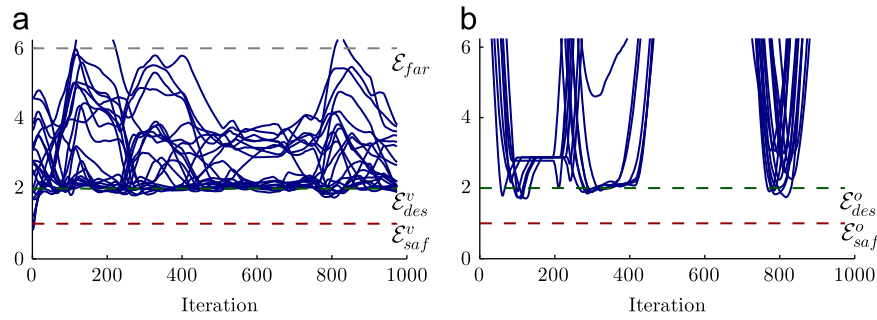 a
6
4
2
0
0 200 400 600 800 1000
Iteration
ℰ_far
ℰ^v_des
ℰ^v_saf
b
6
4
2
0
0 200 400 600 800 1000
Iteration
ℰ^o_des
ℰ^o_saf